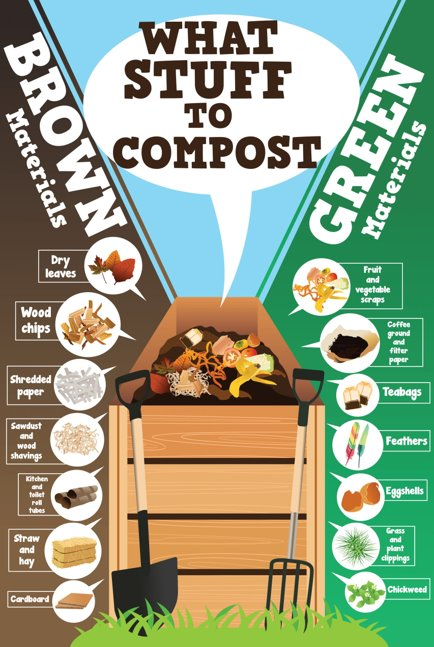 WHAT
STUFF
TO
COMPOST
BROWN
Materials
Dry
leaves
Wood
chips
Shredded
paper
Sawdust
and
wood
shavings
Kitchen
and
toilet
roll
tubes
Straw
and
hay
Cardboard
GREEN
Materials
Fruit
and
vegetable
scraps
Coffee
ground
and
filter
paper
Teabags
Feathers
Eggshells
Grass
and
plant
clippings
Chickweed